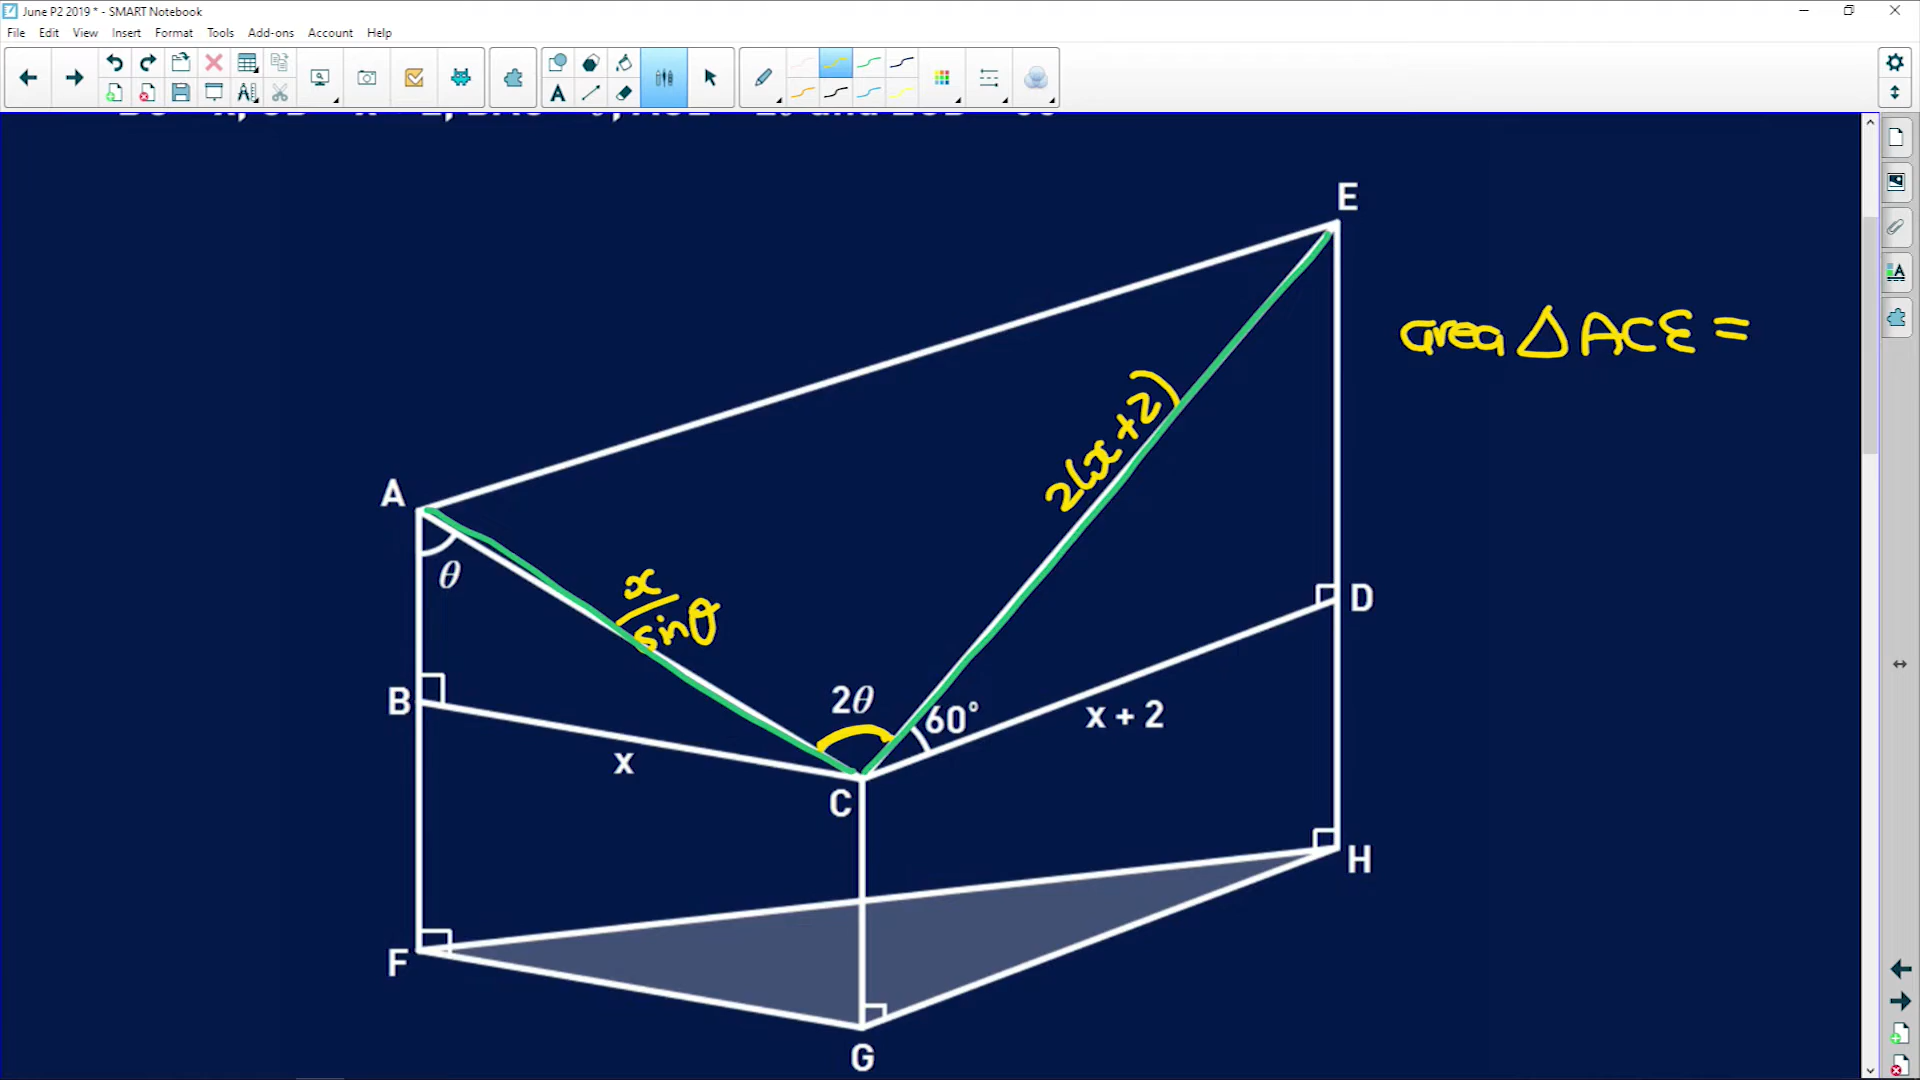 June P2 2019 * - SMART Notebook
File Edit View Insert Format Tools Add-ons Account Help
E
area △ ACE =
2(x+2)
A
θ
x
sinθ
D
B
2θ
60°
x + 2
x
C
H
F
G